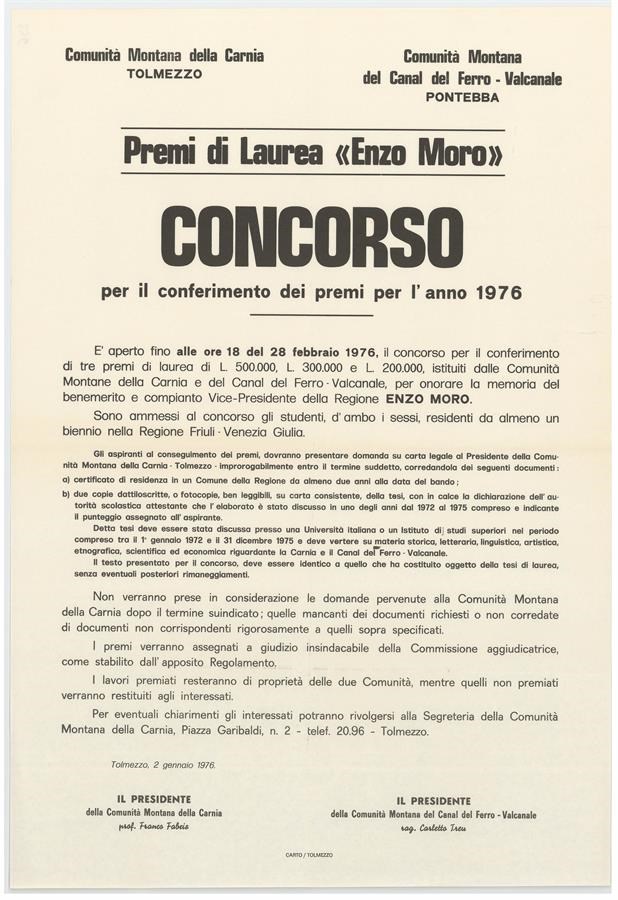 Comunità Montana della Carnia
TOLMEZZO
Comunità Montana
del Canal del Ferro - Valcanale
PONTEBBA
Premi di Laurea «Enzo Moro»
CONCORSO
per il conferimento dei premi per l'anno 1976
E' aperto fino alle ore 18 del 28 febbraio 1976, il concorso per il conferimento
di tre premi di laurea di L. 500.000, L. 300.000 e L. 200.000, istituiti dalle Comunità
Montane della Carnia e del Canal del Ferro - Valcanale, per onorare la memoria del
benemerito e compianto Vice-Presidente della Regione ENZO MORO.
Sono ammessi al concorso gli studenti, d'ambo i sessi, residenti da almeno un
biennio nella Regione Friuli - Venezia Giulia.
Gli aspiranti al conseguimento dei premi, dovranno presentare domanda su carta legale al Presidente della Comu-
nità Montana della Carnia - Tolmezzo - improrogabilmente entro il termine suddetto, corredandola dei seguenti documenti :
a) certificato di residenza in un Comune della Regione da almeno due anni alla data del bando ;
b) due copie dattiloscritte, o fotocopie, ben leggibili, su carta consistente, della tesi, con in calce la dichiarazione dell'au-
torità scolastica attestante che l'elaborato è stato discusso in uno degli anni dal 1972 al 1975 compreso e indicante
il punteggio assegnato all'aspirante.
Detta tesi deve essere stata discussa presso una Università italiana o un Istituto di studi superiori nel periodo
compreso tra il 1° gennaio 1972 e il 31 dicembre 1975 e deve vertere su materia storica, letteraria, linguistica, artistica,
etnografica, scientifica ed economica riguardante la Carnia e il Canal del Ferro - Valcanale.
Il testo presentato per il concorso, deve essere identico a quello che ha costituito oggetto della tesi di laurea,
senza eventuali posteriori rimaneggiamenti.
Non verranno prese in considerazione le domande pervenute alla Comunità Montana
della Carnia dopo il termine suindicato ; quelle mancanti dei documenti richiesti o non corredate
di documenti non corrispondenti rigorosamente a quelli sopra specificati.
I premi verranno assegnati a giudizio insindacabile della Commissione aggiudicatrice,
come stabilito dall'apposito Regolamento.
I lavori premiati resteranno di proprietà delle due Comunità, mentre quelli non premiati
verranno restituiti agli interessati.
Per eventuali chiarimenti gli interessati potranno rivolgersi alla Segreteria della Comunità
Montana della Carnia, Piazza Garibaldi, n. 2 - telef. 20.96 - Tolmezzo.
Tolmezzo, 2 gennaio 1976.
IL PRESIDENTE
della Comunità Montana della Carnia
prof. Franco Fabris
IL PRESIDENTE
della Comunità Montana del Canal del Ferro - Valcanale
rag. Carletto Treu
CARTO / TOLMEZZO